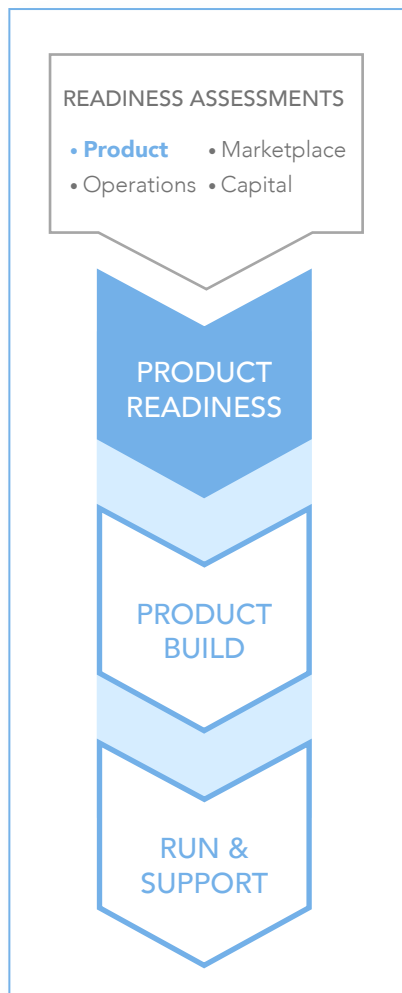 READINESS ASSESSMENTS
• Product • Marketplace
• Operations • Capital
PRODUCT
READINESS
PRODUCT
BUILD
RUN &
SUPPORT